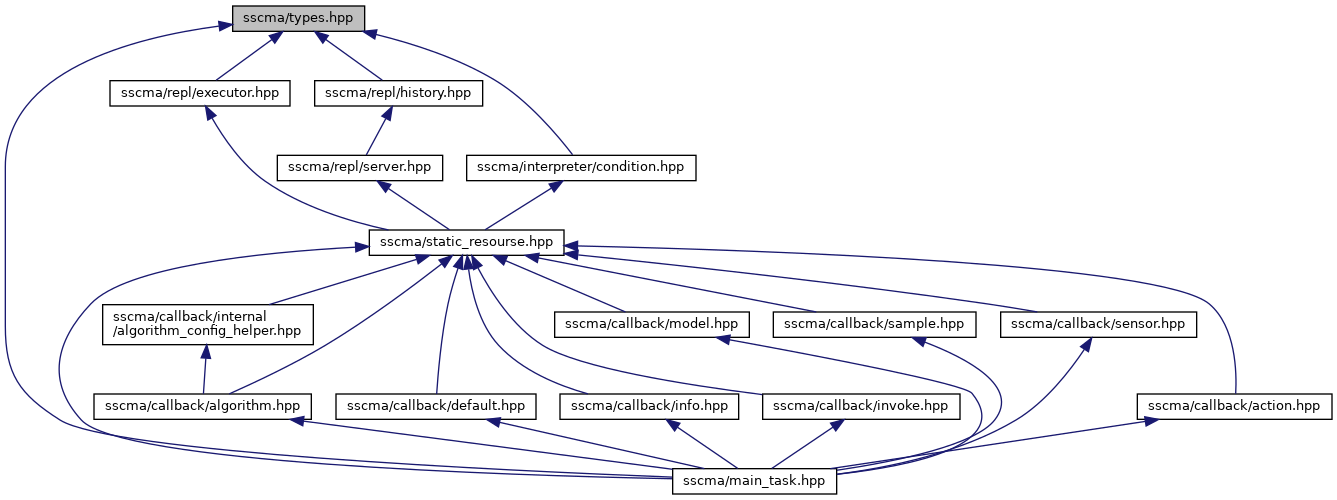 sscma/types.hpp
sscma/repl/executor.hpp
sscma/repl/history.hpp
sscma/repl/server.hpp
sscma/interpreter/condition.hpp
sscma/static_resourse.hpp
sscma/callback/internal
/algorithm_config_helper.hpp
sscma/callback/model.hpp
sscma/callback/sample.hpp
sscma/callback/sensor.hpp
sscma/callback/algorithm.hpp
sscma/callback/default.hpp
sscma/callback/info.hpp
sscma/callback/invoke.hpp
sscma/callback/action.hpp
sscma/main_task.hpp